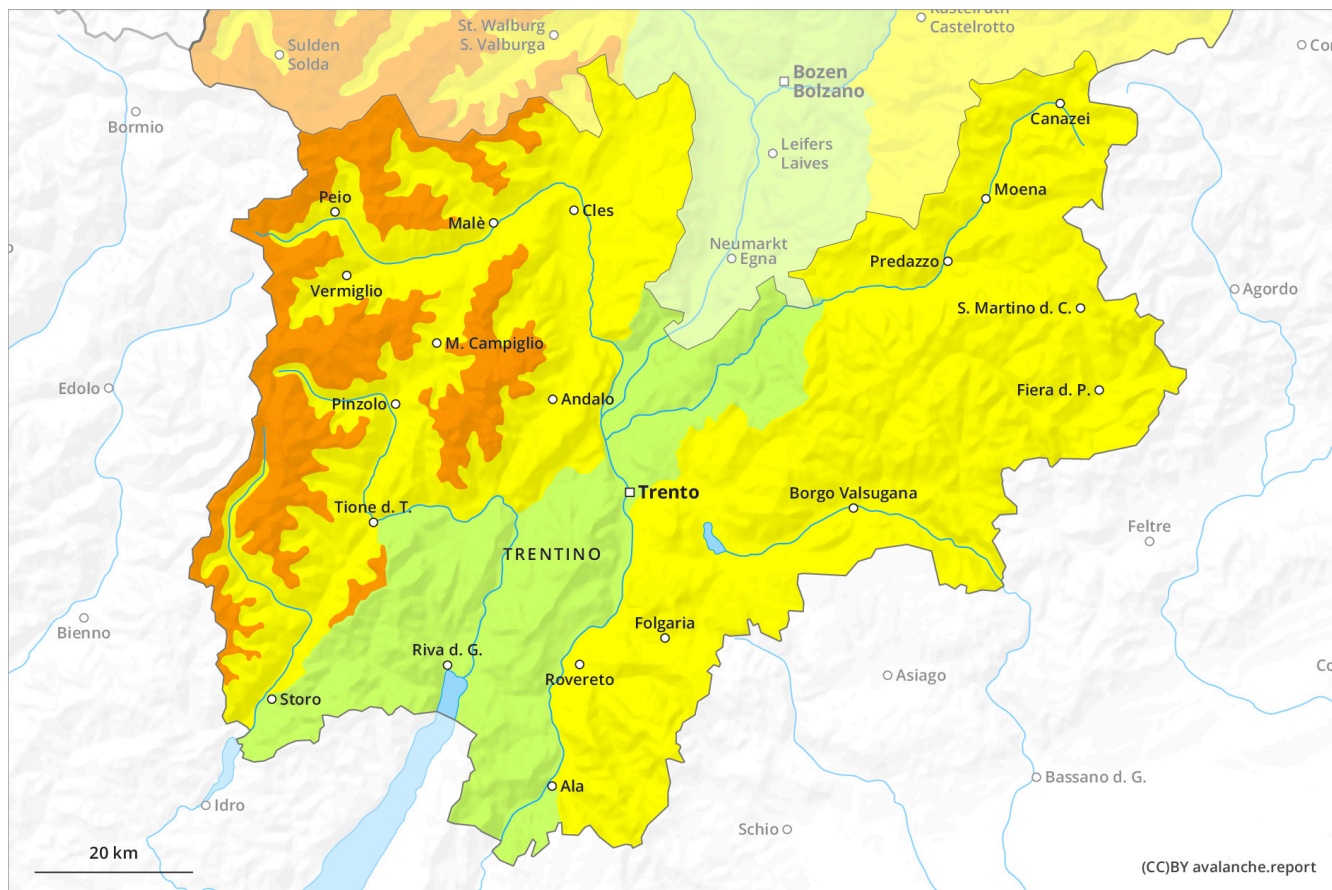 Kastelruth
Castelrotto
St. Walburg
S. Valburga
Sulden
Solda
Bozen
Bolzano
Bormio
Canazei
Leifers
Laives
Peio
Moena
Malè
Cles
Neumarkt
Egna
Predazzo
Vermiglio
Agordo
S. Martino d. C.
M. Campiglio
Edolo
Pinzolo
Andalo
Fiera d. P.
Trento
Borgo Valsugana
Tione d. T.
Feltre
TRENTINO
Bienno
Folgaria
Riva d. G.
Rovereto
Asiago
Storo
Ala
Bassano d. G.
Idro
Schio
20 km
(CC)BY avalanche.report